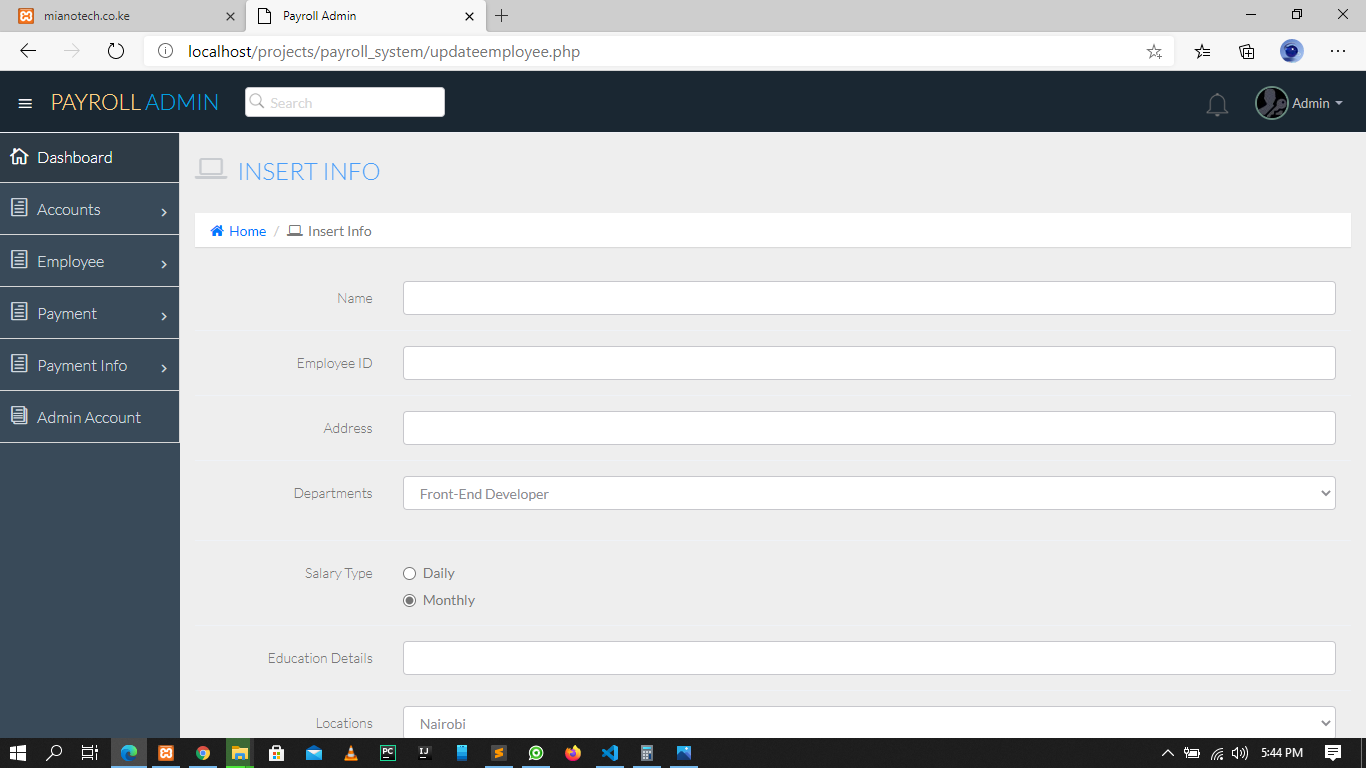 mianotech.co.ke
Payroll Admin
localhost/projects/payroll_system/updateemployee.php
PAYROLL ADMIN
Search
Admin
Dashboard
Accounts
Employee
Payment
Payment Info
Admin Account
INSERT INFO
Home / Insert Info
Name
Employee ID
Address
Departments
Front-End Developer
Salary Type
Daily
Monthly
Education Details
Locations
Nairobi
PC
IJ
5:44 PM